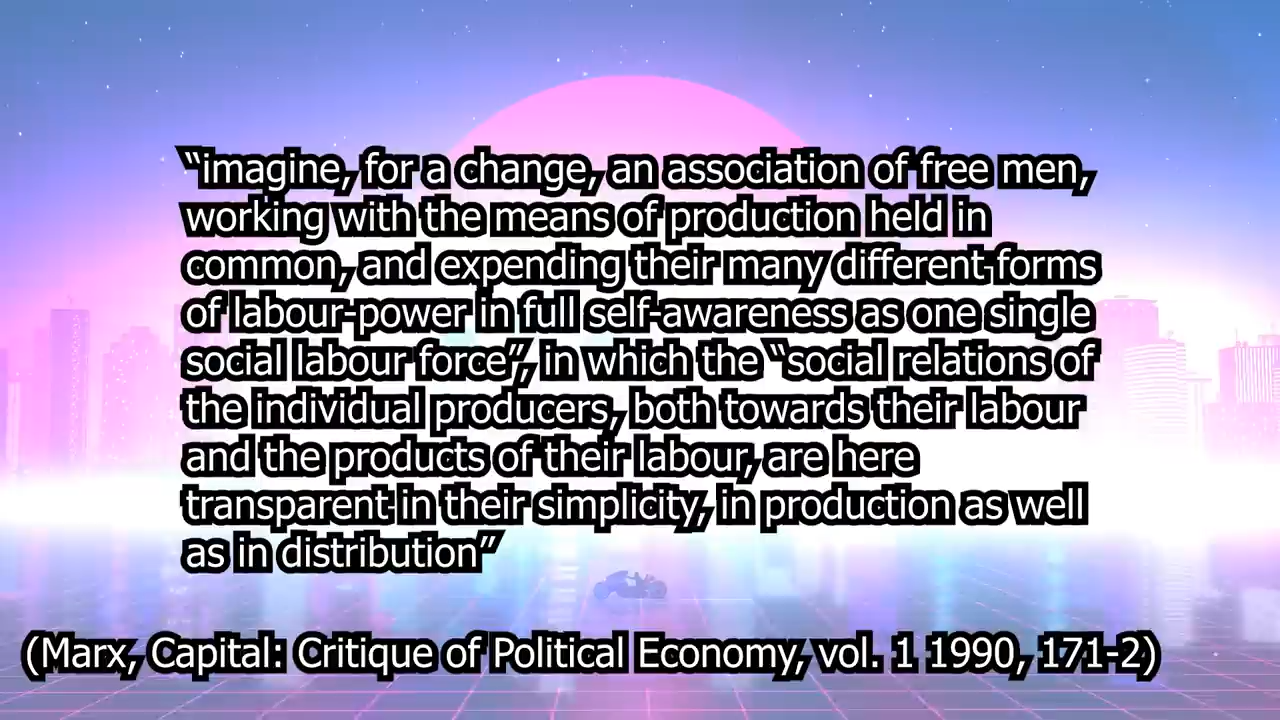 “imagine, for a change, an association of free men,
working with the means of production held in
common, and expending their many different forms
of labour-power in full self-awareness as one single
social labour force”, in which the “social relations of
the individual producers, both towards their labour
and the products of their labour, are here
transparent in their simplicity, in production as well
as in distribution”
(Marx, Capital: Critique of Political Economy, vol. 1 1990, 171-2)